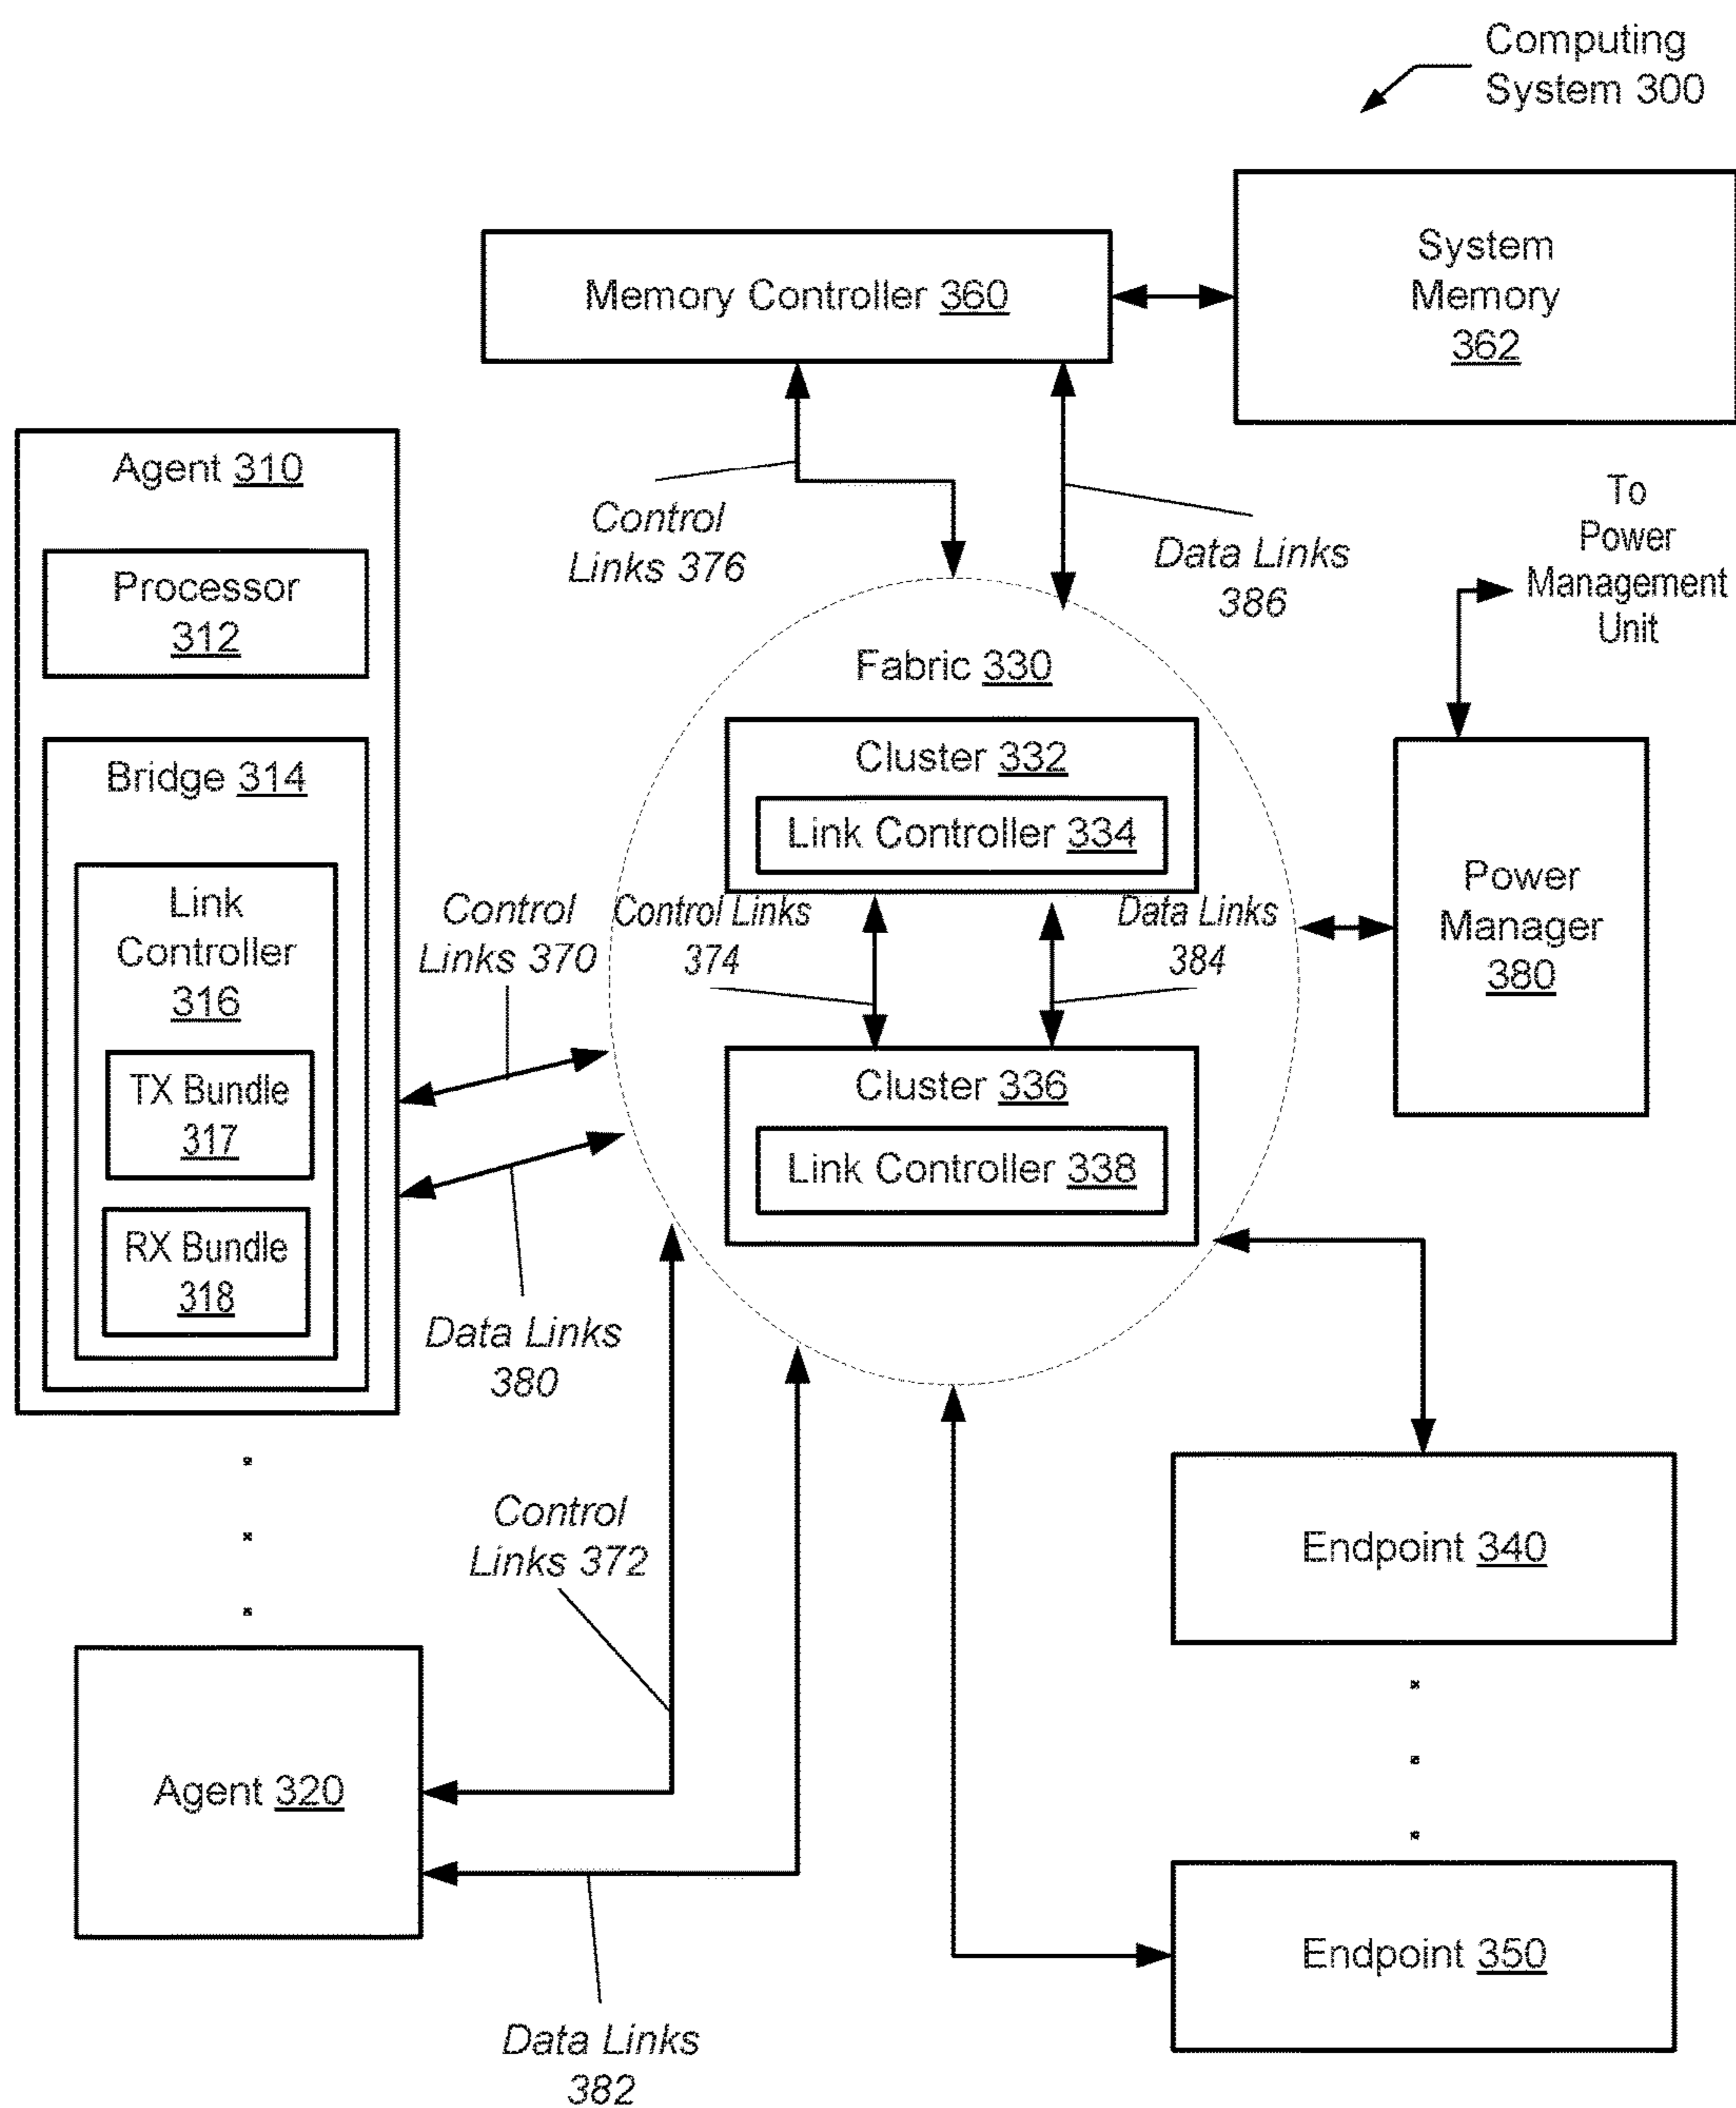 Computing
System 300
Memory Controller 360
System
Memory
362
Agent 310
Processor
312
Bridge 314
Link
Controller
316
TX Bundle
317
RX Bundle
318
Control
Links 376
Data Links
386
To
Power
Management
Unit
Fabric 330
Cluster 332
Link Controller 334
Control
Links 370
Control Links
374
Data Links
384
Power
Manager
380
Cluster 336
Link Controller 338
Data Links
380
Control
Links 372
Endpoint 340
Agent 320
Endpoint 350
Data Links
382